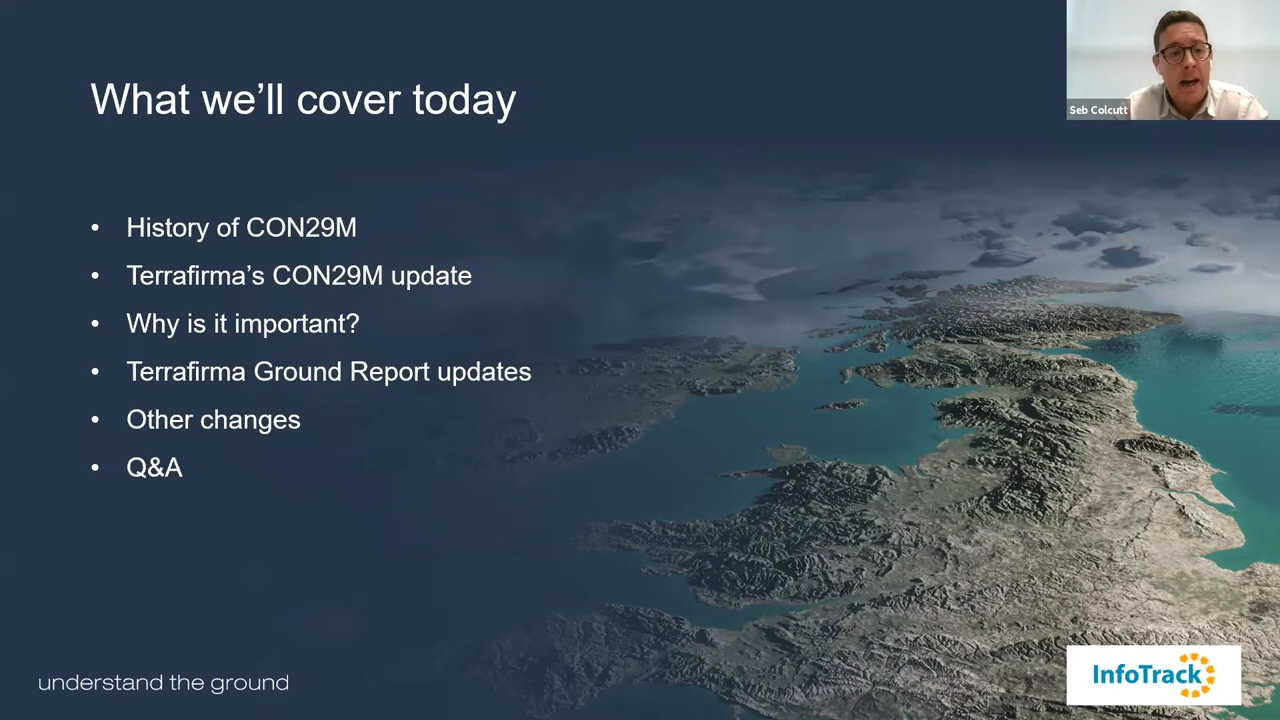 What we’ll cover today
Seb Colcutt
• History of CON29M
• Terrafirma’s CON29M update
• Why is it important?
• Terrafirma Ground Report updates
• Other changes
• Q&A
understand the ground
InfoTrack